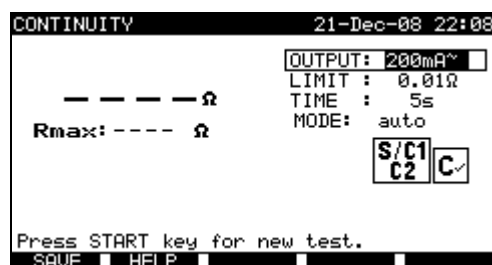 CONTINUITY 21-Dec-08 22:08
OUTPUT: 200mA~
LIMIT : 0.01Ω
TIME : 5s
MODE: auto
– – – – Ω
Rmax:---- Ω
S/C1
C2
C✓
Press START key for new test.
SAVE HELP